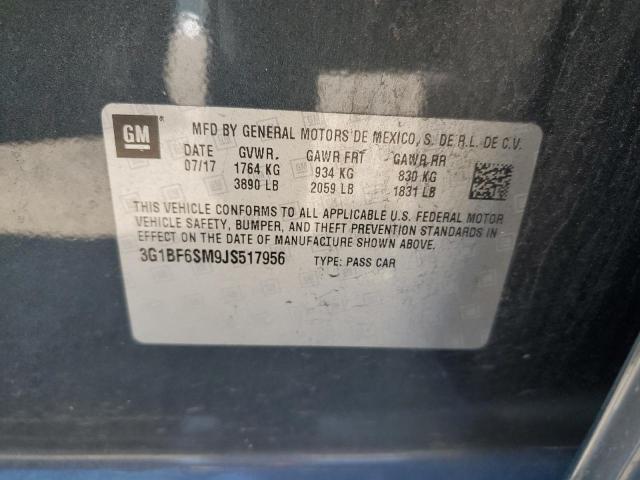 GM
MFD BY GENERAL MOTORS DE MEXICO, S. DE R.L. DE C.V.
DATE GVWR. GAWR FRT GAWR RR
07/17 1764 KG 934 KG 830 KG
3890 LB 2059 LB 1831 LB
THIS VEHICLE CONFORMS TO ALL APPLICABLE U.S. FEDERAL MOTOR
VEHICLE SAFETY, BUMPER, AND THEFT PREVENTION STANDARDS
IN EFFECT ON THE DATE OF MANUFACTURE SHOWN ABOVE.
3G1BF6SM9JS517956 TYPE: PASS CAR